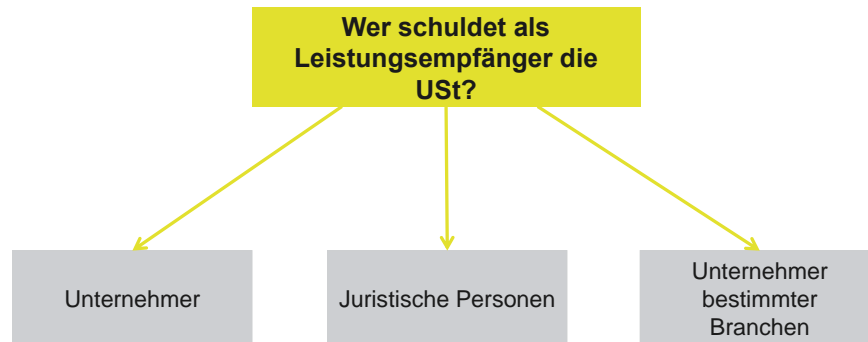 Wer schuldet als
Leistungsempfänger die
USt?
Unternehmer
Juristische Personen
Unternehmer
bestimmter
Branchen